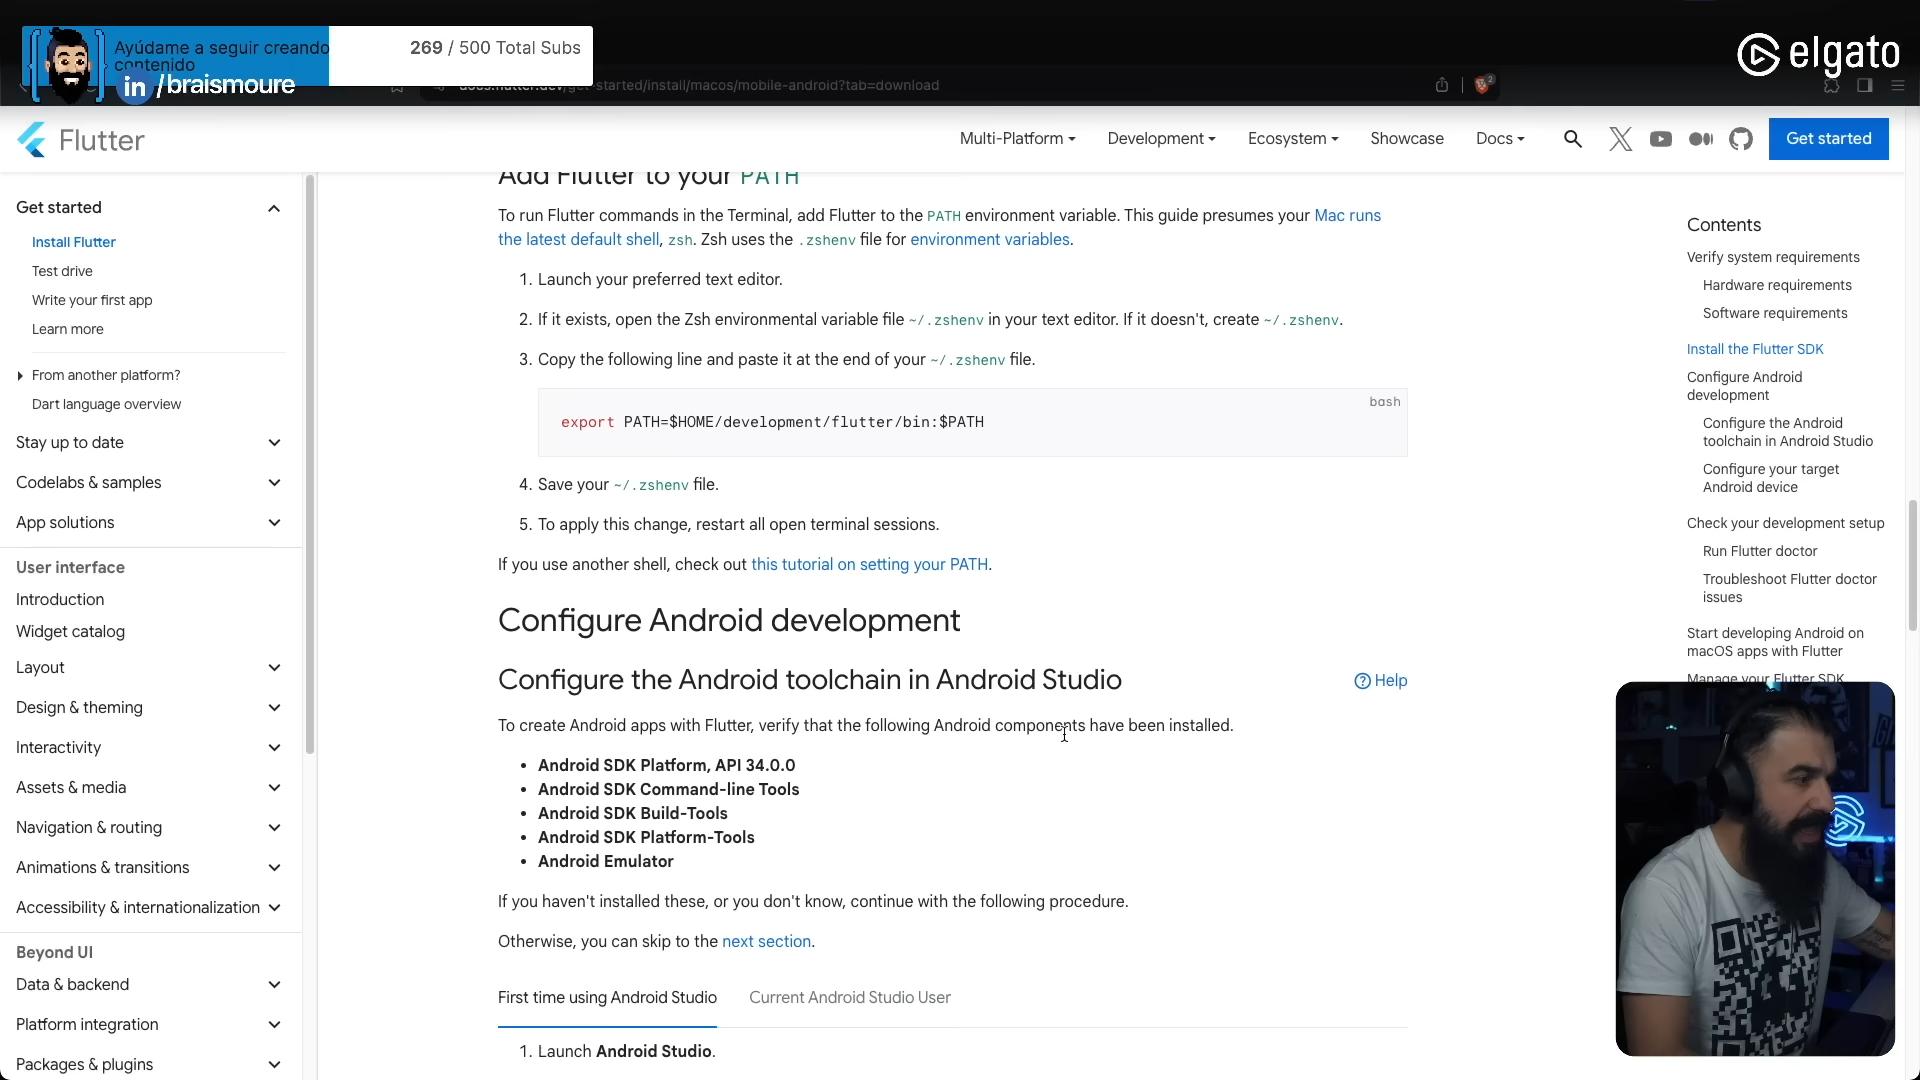 Ayúdame a seguir creando
contenido
in /braismoure
269 / 500 Total Subs
elgato
docs.flutter.dev/get-started/install/macos/mobile-android?tab=download
2
Flutter
Multi-Platform
Development
Ecosystem
Showcase
Docs
Get started
Get started
Install Flutter
Test drive
Write your first app
Learn more
From another platform?
Dart language overview
Stay up to date
Codelabs & samples
App solutions
User interface
Introduction
Widget catalog
Layout
Design & theming
Interactivity
Assets & media
Navigation & routing
Animations & transitions
Accessibility & internationalization
Beyond UI
Data & backend
Platform integration
Packages & plugins
Add Flutter to your PATH
To run Flutter commands in the Terminal, add Flutter to the PATH environment variable. This guide presumes your Mac runs
the latest default shell, zsh. Zsh uses the .zshenv file for environment variables.
1. Launch your preferred text editor.
2. If it exists, open the Zsh environmental variable file ~/.zshenv in your text editor. If it doesn't, create ~/.zshenv.
3. Copy the following line and paste it at the end of your ~/.zshenv file.
bash
export PATH=$HOME/development/flutter/bin:$PATH
4. Save your ~/.zshenv file.
5. To apply this change, restart all open terminal sessions.
If you use another shell, check out this tutorial on setting your PATH.
Configure Android development
Configure the Android toolchain in Android Studio
Help
To create Android apps with Flutter, verify that the following Android components have been installed.
• Android SDK Platform, API 34.0.0
• Android SDK Command-line Tools
• Android SDK Build-Tools
• Android SDK Platform-Tools
• Android Emulator
If you haven't installed these, or you don't know, continue with the following procedure.
Otherwise, you can skip to the next section.
First time using Android Studio
Current Android Studio User
1. Launch Android Studio.
Contents
Verify system requirements
Hardware requirements
Software requirements
Install the Flutter SDK
Configure Android
development
Configure the Android
toolchain in Android Studio
Configure your target
Android device
Check your development setup
Run Flutter doctor
Troubleshoot Flutter doctor
issues
Start developing Android on
macOS apps with Flutter
Manage your Flutter SDK